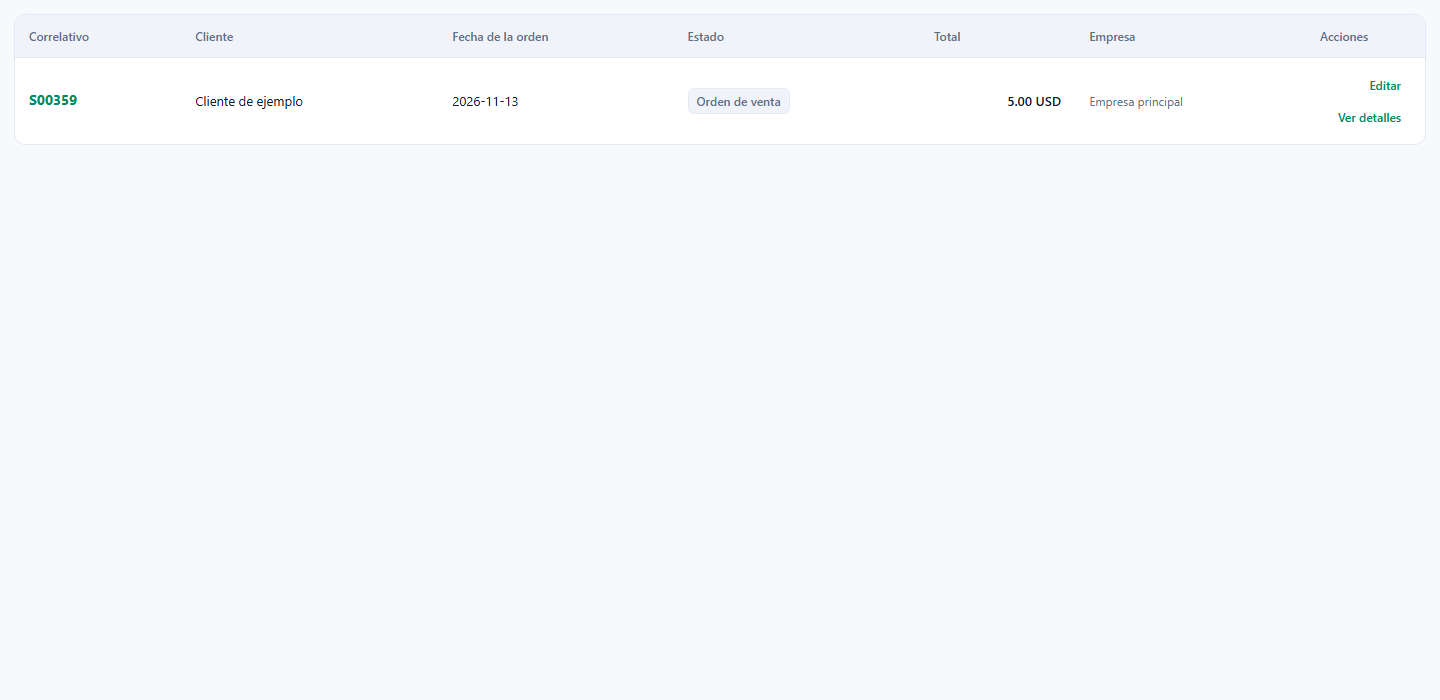 Correlativo Cliente Fecha de la orden Estado Total Empresa Acciones
S00359 Cliente de ejemplo 2026-11-13 Orden de venta 5.00 USD Empresa principal Editar
Ver detalles